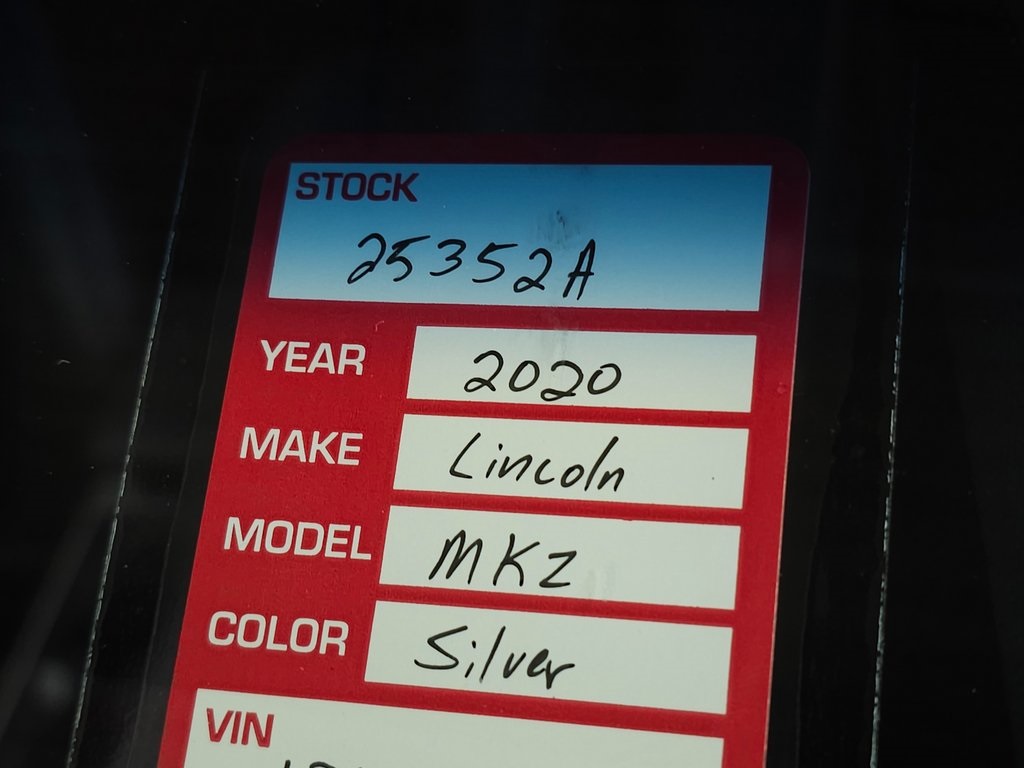 STOCK
25352A
YEAR 2020
MAKE Lincoln
MODEL MKZ
COLOR Silver
VIN